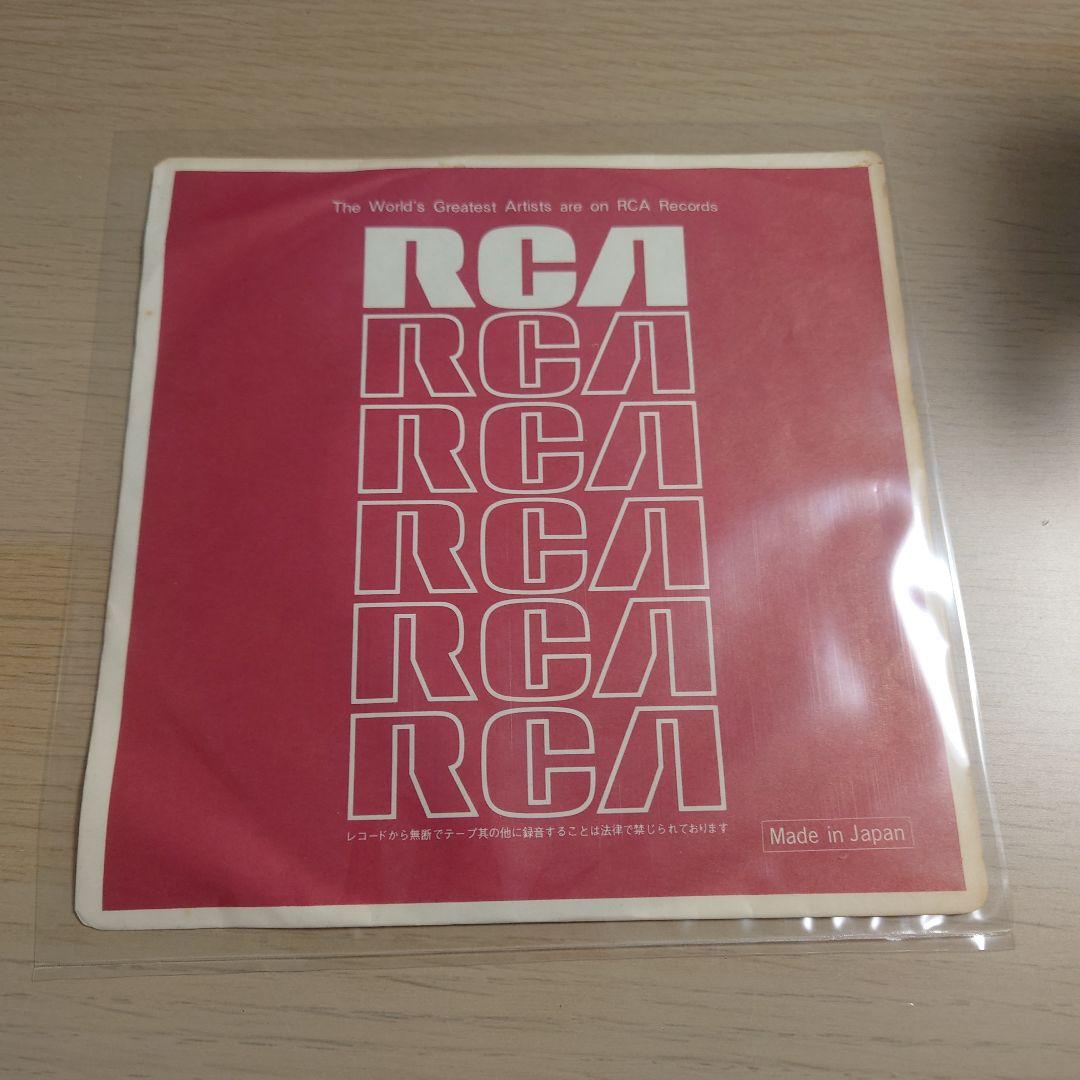 The World's Greatest Artists are on RCA Records
RCA
RCA
RCA
RCA
RCA
RCA
レコードから無断でテープ其の他に録音することは法律で禁じられております
Made in Japan